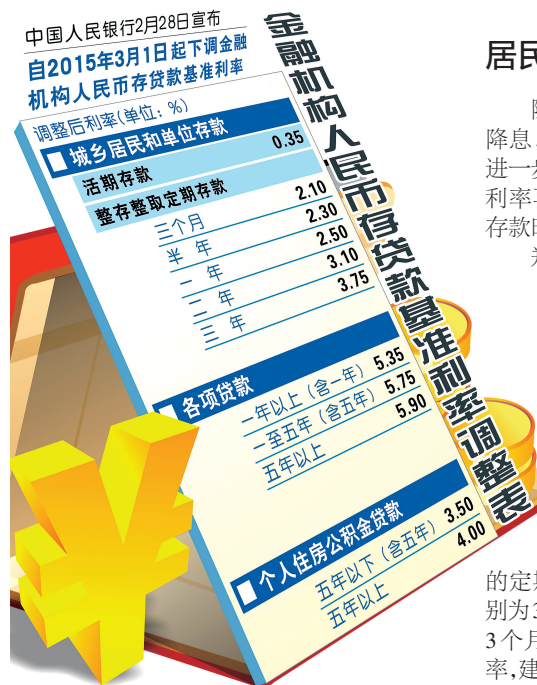 中国人民银行2月28日宣布
自2015年3月1日起下调金融
机构人民币存贷款基准利率
金融机构人民币存贷款基准利率调整表
调整后利率(单位：%)
城乡居民和单位存款
活期存款 0.35
整存整取定期存款
三个月 2.10
半年 2.30
一年 2.50
二年 3.10
三年 3.75
各项贷款
一年以上（含一年） 5.35
一至五年（含五年） 5.75
五年以上 5.90
个人住房公积金贷款
五年以下（含五年） 3.50
五年以上 4.00
居民
降息
进一步
利率
存款
的定期
别为3
3个月
率,建